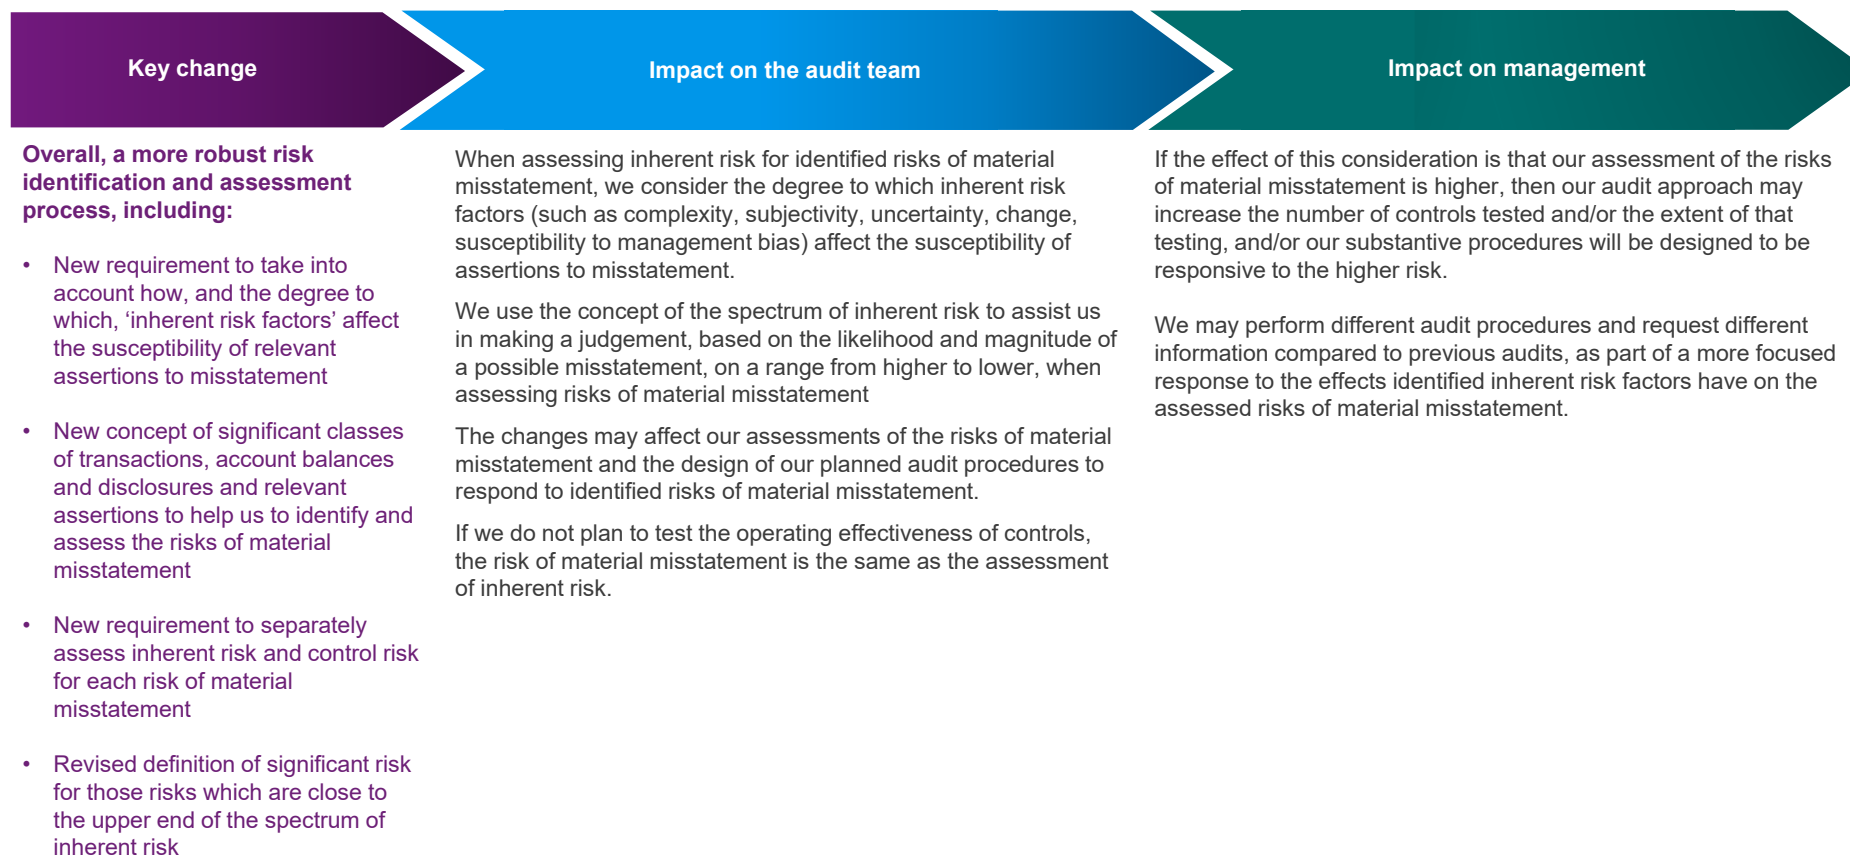 Key change
Impact on the audit team
Impact on management
Overall, a more robust risk
identification and assessment
process, including:
• New requirement to take into
account how, and the degree to
which, ‘inherent risk factors’ affect
the susceptibility of relevant
assertions to misstatement
• New concept of significant classes
of transactions, account balances
and disclosures and relevant
assertions to help us to identify and
assess the risks of material
misstatement
• New requirement to separately
assess inherent risk and control risk
for each risk of material
misstatement
• Revised definition of significant risk
for those risks which are close to
the upper end of the spectrum of
inherent risk
When assessing inherent risk for identified risks of material
misstatement, we consider the degree to which inherent risk
factors (such as complexity, subjectivity, uncertainty, change,
susceptibility to management bias) affect the susceptibility of
assertions to misstatement.
We use the concept of the spectrum of inherent risk to assist us
in making a judgement, based on the likelihood and magnitude of
a possible misstatement, on a range from higher to lower, when
assessing risks of material misstatement
The changes may affect our assessments of the risks of material
misstatement and the design of our planned audit procedures to
respond to identified risks of material misstatement.
If we do not plan to test the operating effectiveness of controls,
the risk of material misstatement is the same as the assessment
of inherent risk.
If the effect of this consideration is that our assessment of the risks
of material misstatement is higher, then our audit approach may
increase the number of controls tested and/or the extent of that
testing, and/or our substantive procedures will be designed to be
responsive to the higher risk.
We may perform different audit procedures and request different
information compared to previous audits, as part of a more focused
response to the effects identified inherent risk factors have on the
assessed risks of material misstatement.